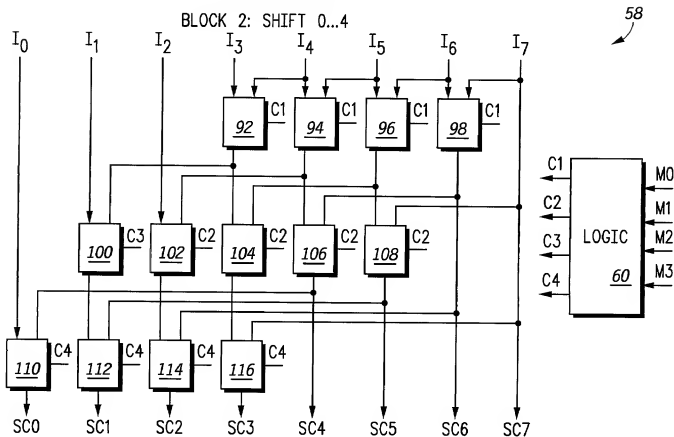 BLOCK 2: SHIFT 0...4
58
I0 I1 I2 I3 I4 I5 I6 I7
92 C1 94 C1 96 C1 98 C1
C1 M0
C2 M1
LOGIC
C3 M2
C4 60 M3
100 C3 102 C2 104 C2 106 C2 108 C2
110 C4 112 C4 114 C4 116 C4
SC0 SC1 SC2 SC3 SC4 SC5 SC6 SC7